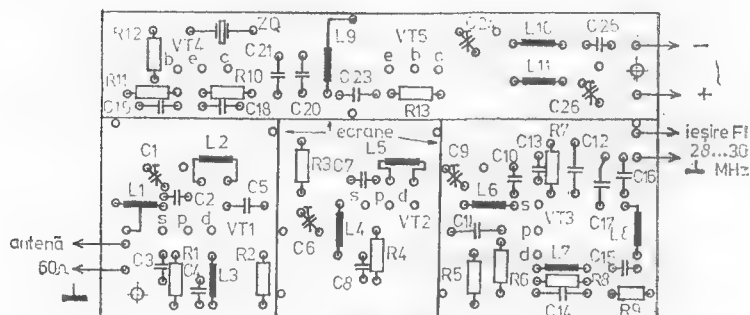 R12
VT4
ZQ
C21
L9
VT5
L10
C25
b e c
e b c
L11
R11
R10
C19
C18
C20
C23
R13
C26
−
+
ecrane
ieșire FI
28...30
MHz
C1
L2
L1
C2
C5
s p d
VT1
antenă
60Ω
C3
R1
C4
L3
R2
R3
C7
L5
s p d
VT2
C6
L4
C8
R4
C9
C10
C13
R7
C12
C16
L6
s
C11
VT3
p
d
C17
L8
L7
C15
R5
R6
R8
C14
R9